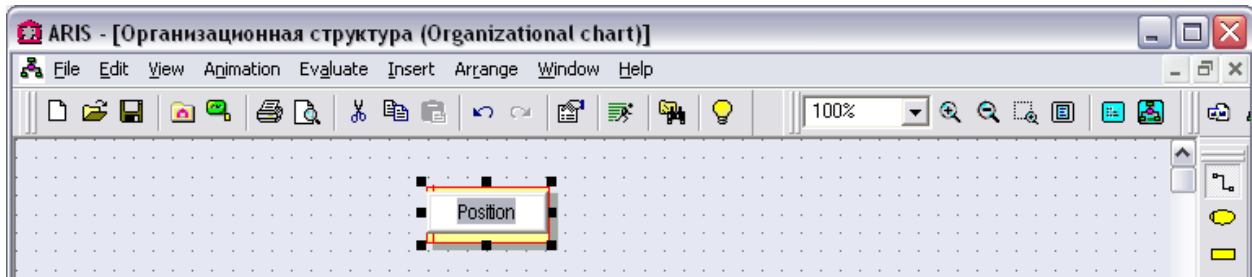 ARIS - [Организационная структура (Organizational chart)]
File Edit View Animation Evaluate Insert Arrange Window Help
100%
Position